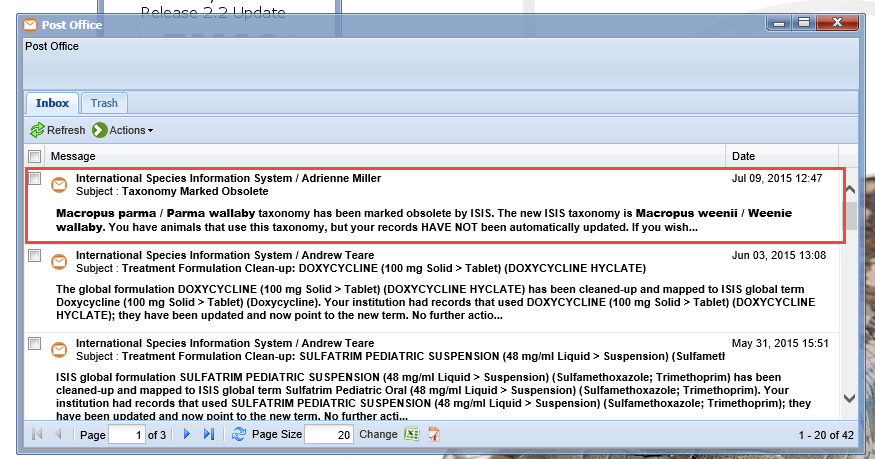 Release 2.2 Update
Post Office
Post Office
Inbox Trash
Refresh Actions
Message Date
International Species Information System / Adrienne Miller Jul 09, 2015 12:47
Subject : Taxonomy Marked Obsolete
Macropus parma / Parma wallaby taxonomy has been marked obsolete by ISIS. The new ISIS taxonomy is Macropus weenii / Weenie
wallaby. You have animals that use this taxonomy, but your records HAVE NOT been automatically updated. If you wish...
International Species Information System / Andrew Teare Jun 03, 2015 13:08
Subject : Treatment Formulation Clean-up: DOXYCYCLINE (100 mg Solid > Tablet) (DOXYCYCLINE HYCLATE)
The global formulation DOXYCYCLINE (100 mg Solid > Tablet) (DOXYCYCLINE HYCLATE) has been cleaned-up and mapped to ISIS global term
Doxycycline (100 mg Solid > Tablet) (Doxycycline). Your institution had records that used DOXYCYCLINE (100 mg Solid > Tablet) (DOXYCYCLINE
HYCLATE); they have been updated and now point to the new term. No further actio...
International Species Information System / Andrew Teare May 31, 2015 15:51
Subject : Treatment Formulation Clean-up: SULFATRIM PEDIATRIC SUSPENSION (48 mg/ml Liquid > Suspension) (Sulfamet
ISIS global formulation SULFATRIM PEDIATRIC SUSPENSION (48 mg/ml Liquid > Suspension) (Sulfamethoxazole; Trimethoprim) has been
cleaned-up and mapped to ISIS global term Sulfatrim Pediatric Oral (48 mg/ml Liquid > Suspension) (Sulfamethoxazole; Trimethoprim). Your
institution had records that used SULFATRIM PEDIATRIC SUSPENSION (48 mg/ml Liquid > Suspension) (Sulfamethoxazole; Trimethoprim); they
have been updated and now point to the new term. No further acti...
Page 1 of 3 Page Size 20 Change 1 - 20 of 42